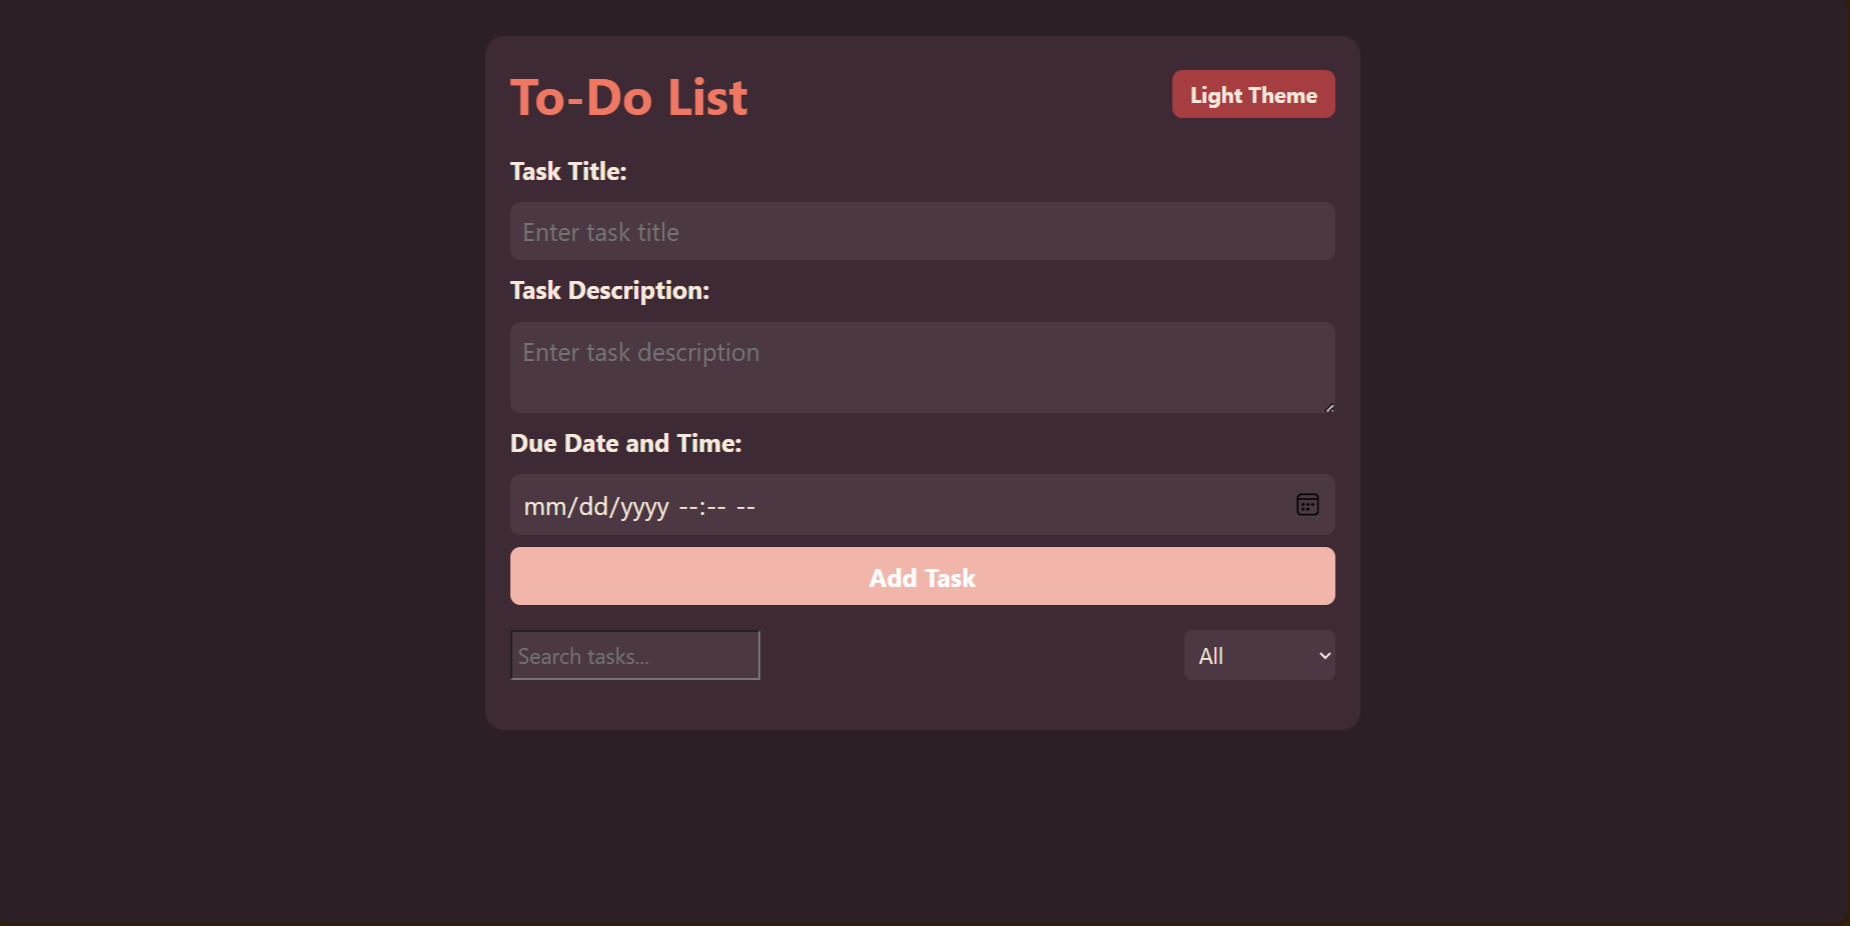 To-Do List
Light Theme
Task Title:
Enter task title
Task Description:
Enter task description
Due Date and Time:
mm/dd/yyyy --:-- --
Add Task
Search tasks...
All